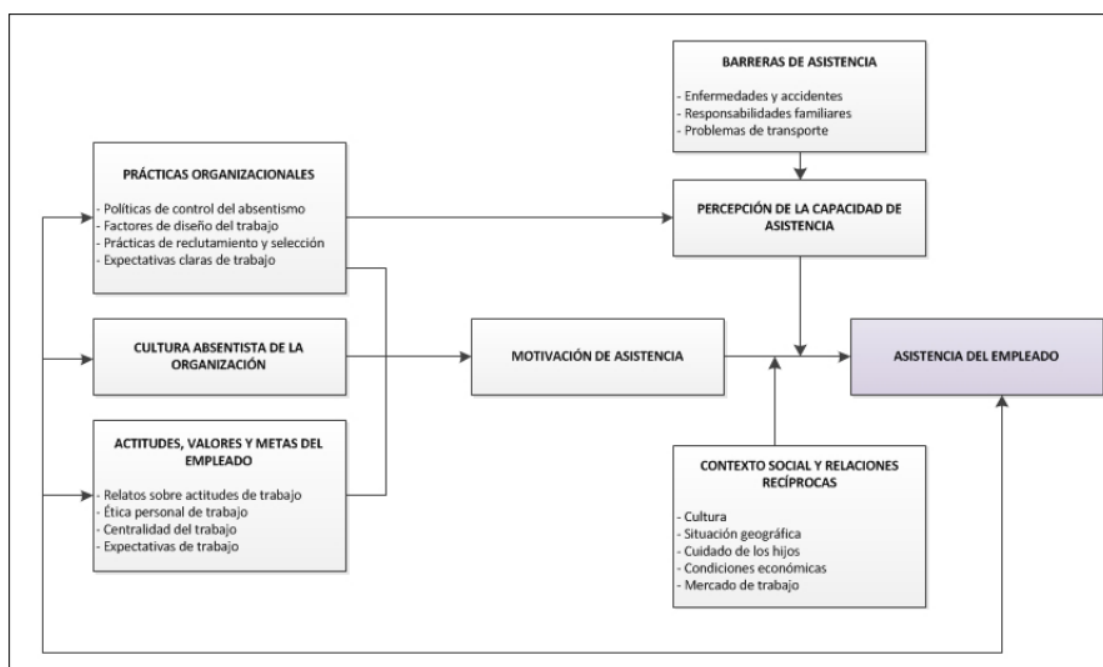 BARRERAS DE ASISTENCIA
- Enfermedades y accidentes
- Responsabilidades familiares
- Problemas de transporte
PRÁCTICAS ORGANIZACIONALES
- Políticas de control del absentismo
- Factores de diseño del trabajo
- Prácticas de reclutamiento y selección
- Expectativas claras de trabajo
PERCEPCIÓN DE LA CAPACIDAD DE
ASISTENCIA
CULTURA ABSENTISTA DE LA
ORGANIZACIÓN
MOTIVACIÓN DE ASISTENCIA
ASISTENCIA DEL EMPLEADO
ACTITUDES, VALORES Y METAS DEL
EMPLEADO
- Relatos sobre actitudes de trabajo
- Ética personal de trabajo
- Centralidad del trabajo
- Expectativas de trabajo
CONTEXTO SOCIAL Y RELACIONES
RECÍPROCAS
- Cultura
- Situación geográfica
- Cuidado de los hijos
- Condiciones económicas
- Mercado de trabajo